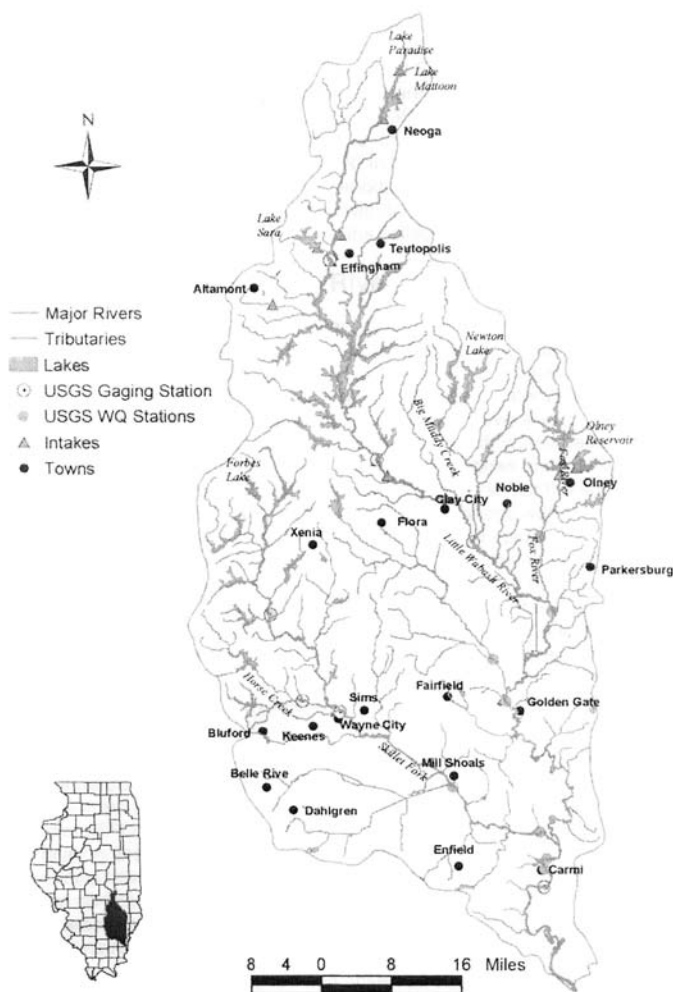 Lake
Paradise
Lake
Mattoon
N
Neoga
Lake
Sara
Teutopolis
Effingham
Altamont
Major Rivers
Tributaries
Lakes
USGS Gaging Station
USGS WQ Stations
Intakes
Towns
Newton
Lake
Big Muddy Creek
Olney
Reservoir
Fox River
Olney
Noble
Clay City
Forbes
Lake
Xenia
Flora
Little Wabash River
Fox River
Parkersburg
Horse Creek
Sims
Fairfield
Golden Gate
Wayne City
Bluford
Keenes
Skillet Fork
Mill Shoals
Belle Rive
Dahlgren
Enfield
Carmi
8 4 0 8 16 Miles